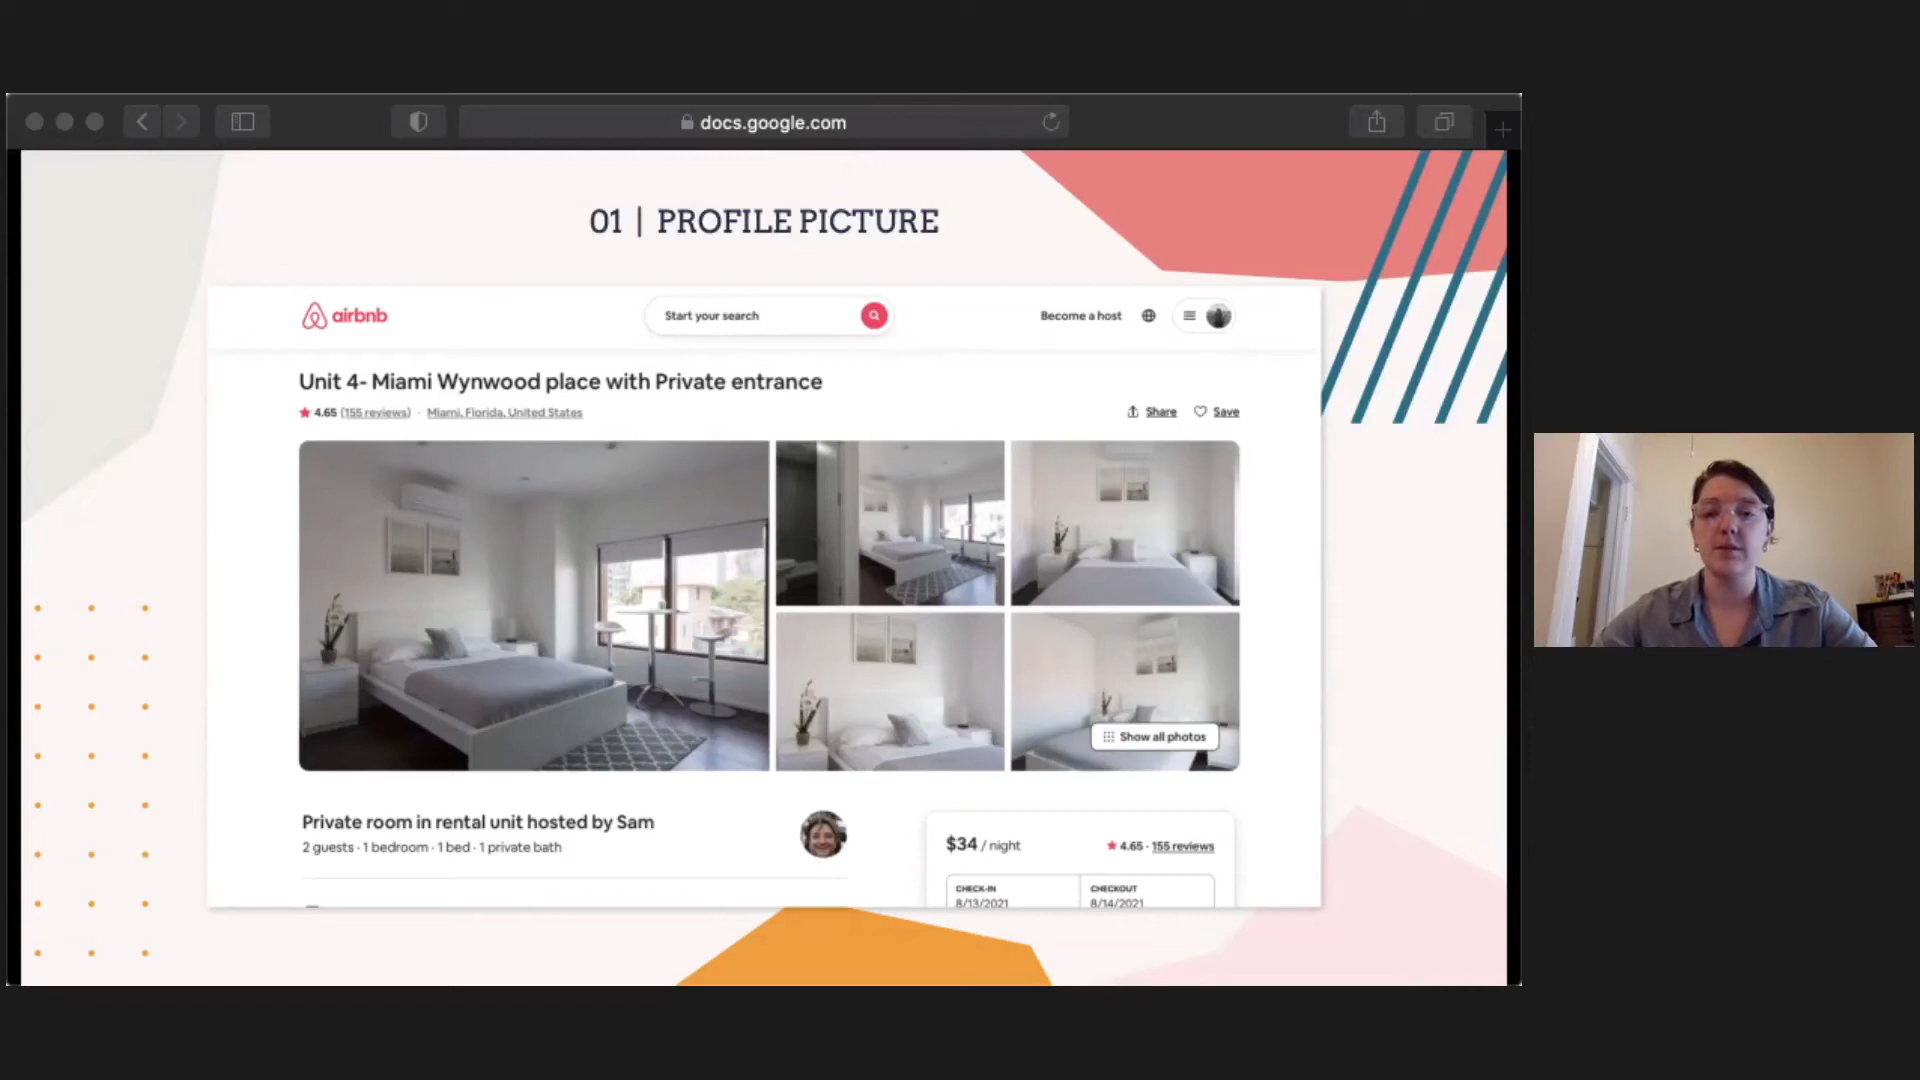 docs.google.com
01 | PROFILE PICTURE
airbnb
Start your search
Become a host
Unit 4- Miami Wynwood place with Private entrance
4.65 (155 reviews) · Miami, Florida, United States
Share
Save
Show all photos
Private room in rental unit hosted by Sam
2 guests · 1 bedroom · 1 bed · 1 private bath
$34 / night
4.65 · 155 reviews
CHECK-IN
8/13/2021
CHECKOUT
8/14/2021